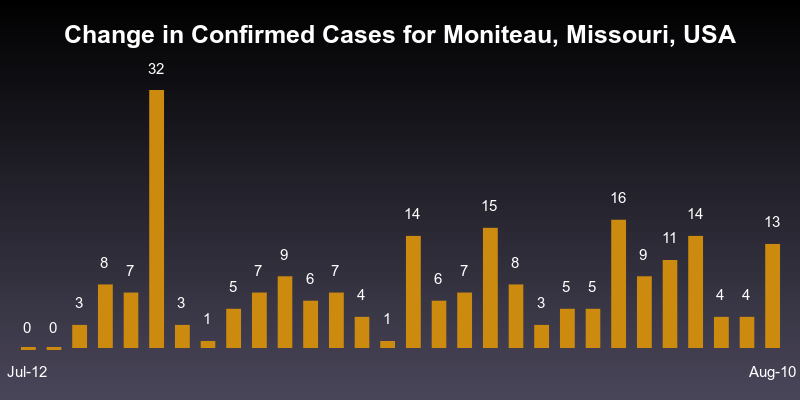 Change in Confirmed Cases for Moniteau, Missouri, USA
0 0 3 8 7 32 3 1 5 7 9 6 7 4 1 14 6 7 15 8 3 5 5 16 9 11 14 4 4 13
Jul-12 Aug-10